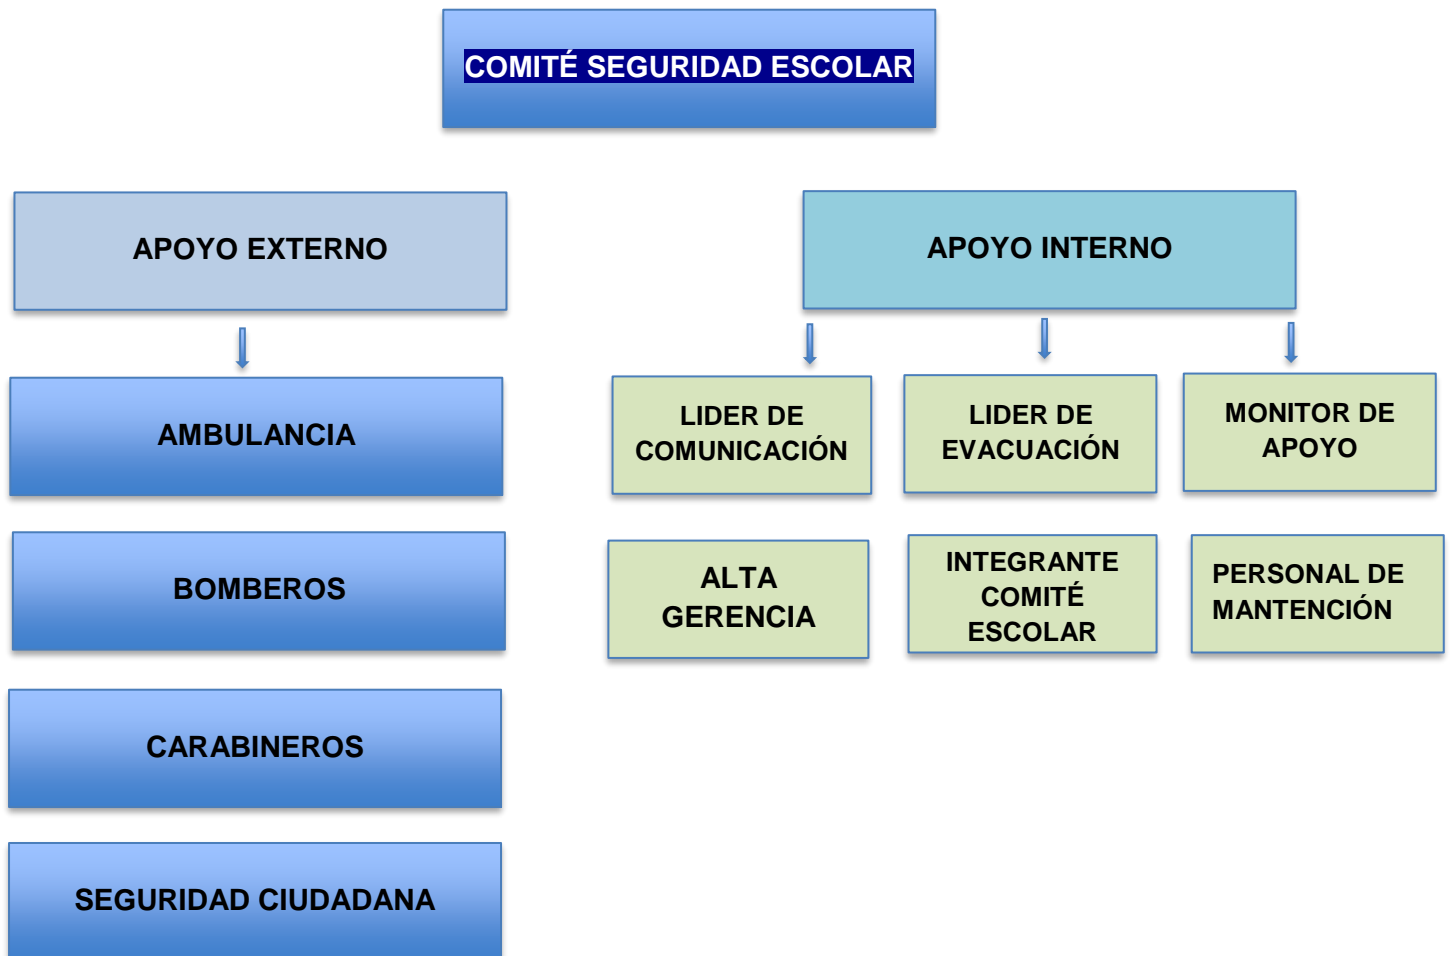 COMITÉ SEGURIDAD ESCOLAR
APOYO EXTERNO
APOYO INTERNO
AMBULANCIA
BOMBEROS
CARABINEROS
SEGURIDAD CIUDADANA
LIDER DE
COMUNICACIÓN
LIDER DE
EVACUACIÓN
MONITOR DE
APOYO
ALTA
GERENCIA
INTEGRANTE
COMITÉ
ESCOLAR
PERSONAL DE
MANTENCIÓN